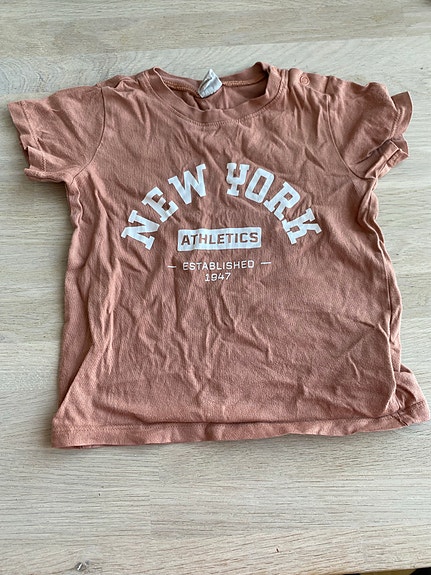 NEW YORK
ATHLETICS
— ESTABLISHED —
1947